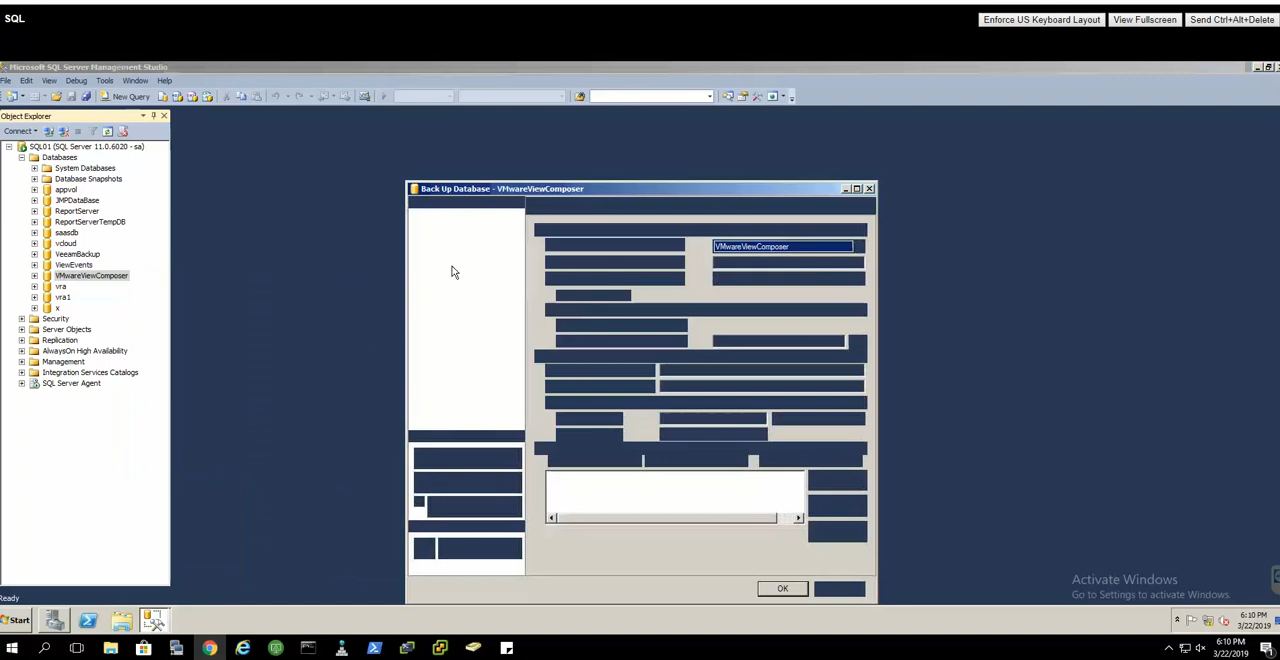 SQL
Enforce US Keyboard Layout
View Fullscreen
Send Ctrl+Alt+Delete
Microsoft SQL Server Management Studio
File Edit View Debug Tools Window Help
New Query
Object Explorer
Connect
SQL01 (SQL Server 11.0.6020 - sa)
Databases
System Databases
Database Snapshots
appvol
JMPDataBase
ReportServer
ReportServerTempDB
saasdb
vcloud
VeeamBackup
ViewEvents
VMwareViewComposer
vra
vra1
x
Security
Server Objects
Replication
AlwaysOn High Availability
Management
Integration Services Catalogs
SQL Server Agent
Back Up Database - VMwareViewComposer
VMwareViewComposer
OK
Activate Windows
Go to Settings to activate Windows.
Ready
Start
6:10 PM
3/22/2019
6:10 PM
3/22/2019